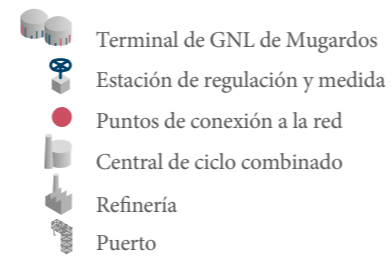 Terminal de GNL de Mugardos
Estación de regulación y medida
Puntos de conexión a la red
Central de ciclo combinado
Refinería
Puerto